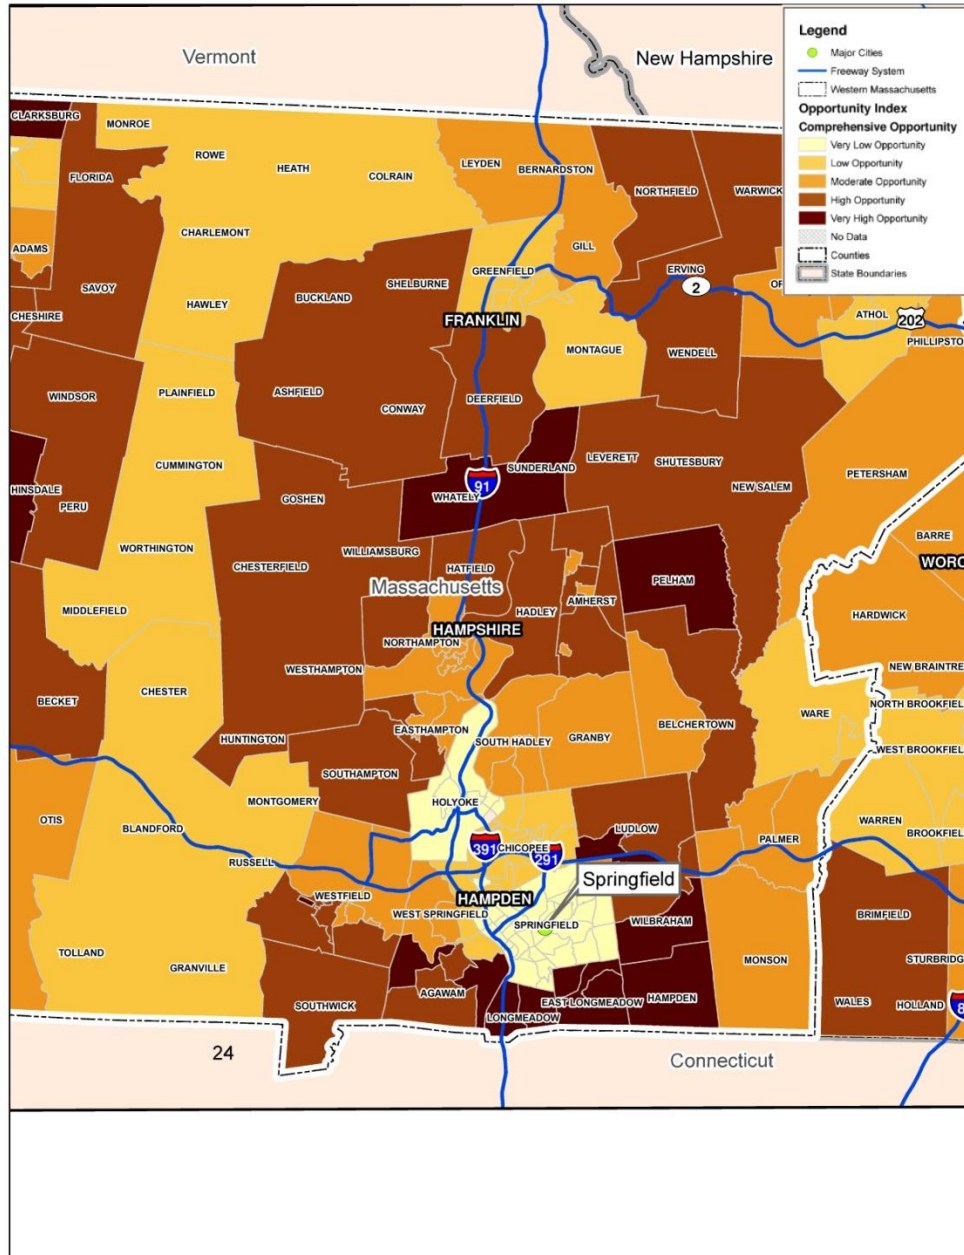 Vermont
New Hampshire
Legend
Major Cities
Freeway System
Western Massachusetts
Opportunity Index
Comprehensive Opportunity
Very Low Opportunity
Low Opportunity
Moderate Opportunity
High Opportunity
Very High Opportunity
No Data
Counties
State Boundaries
CLARKSBURG
MONROE
ROWE
HEATH
COLRAIN
LEYDEN
BERNARDSTON
NORTHFIELD
WARWICK
FLORIDA
CHARLEMONT
GILL
ADAMS
SAVOY
HAWLEY
BUCKLAND
SHELBURNE
GREENFIELD
ERVING
2
OR
CHESHIRE
FRANKLIN
ATHOL
202
PHILLIPSTO
MONTAGUE
WENDELL
WINDSOR
PLAINFIELD
ASHFIELD
CONWAY
DEERFIELD
CUMMINGTON
SUNDERLAND
LEVERETT
SHUTESBURY
PETERSHAM
HINSDALE
PERU
GOSHEN
91
WHATELY
NEW SALEM
WORTHINGTON
WILLIAMSBURG
CHESTERFIELD
HATFIELD
BARRE
WORC
Massachusetts
PELHAM
MIDDLEFIELD
HADLEY
AMHERST
HARDWICK
HAMPSHIRE
NORTHAMPTON
WESTHAMPTON
NEW BRAINTRE
BECKET
CHESTER
WARE
NORTH BROOKFIEL
HUNTINGTON
EASTHAMPTON
SOUTH HADLEY
GRANBY
BELCHERTOWN
WEST BROOKFIEL
SOUTHAMPTON
MONTGOMERY
HOLYOKE
OTIS
BLANDFORD
LUDLOW
PALMER
WARREN
BROOKFIEL
RUSSELL
391
CHICOPEE
291
WESTFIELD
HAMPDEN
Springfield
WEST SPRINGFIELD
SPRINGFIELD
WILBRAHAM
BRIMFIELD
TOLLAND
GRANVILLE
MONSON
STURBRIDG
SOUTHWICK
AGAWAM
LONGMEADOW
EAST LONGMEADOW
HAMPDEN
WALES
HOLLAND
8
24
Connecticut